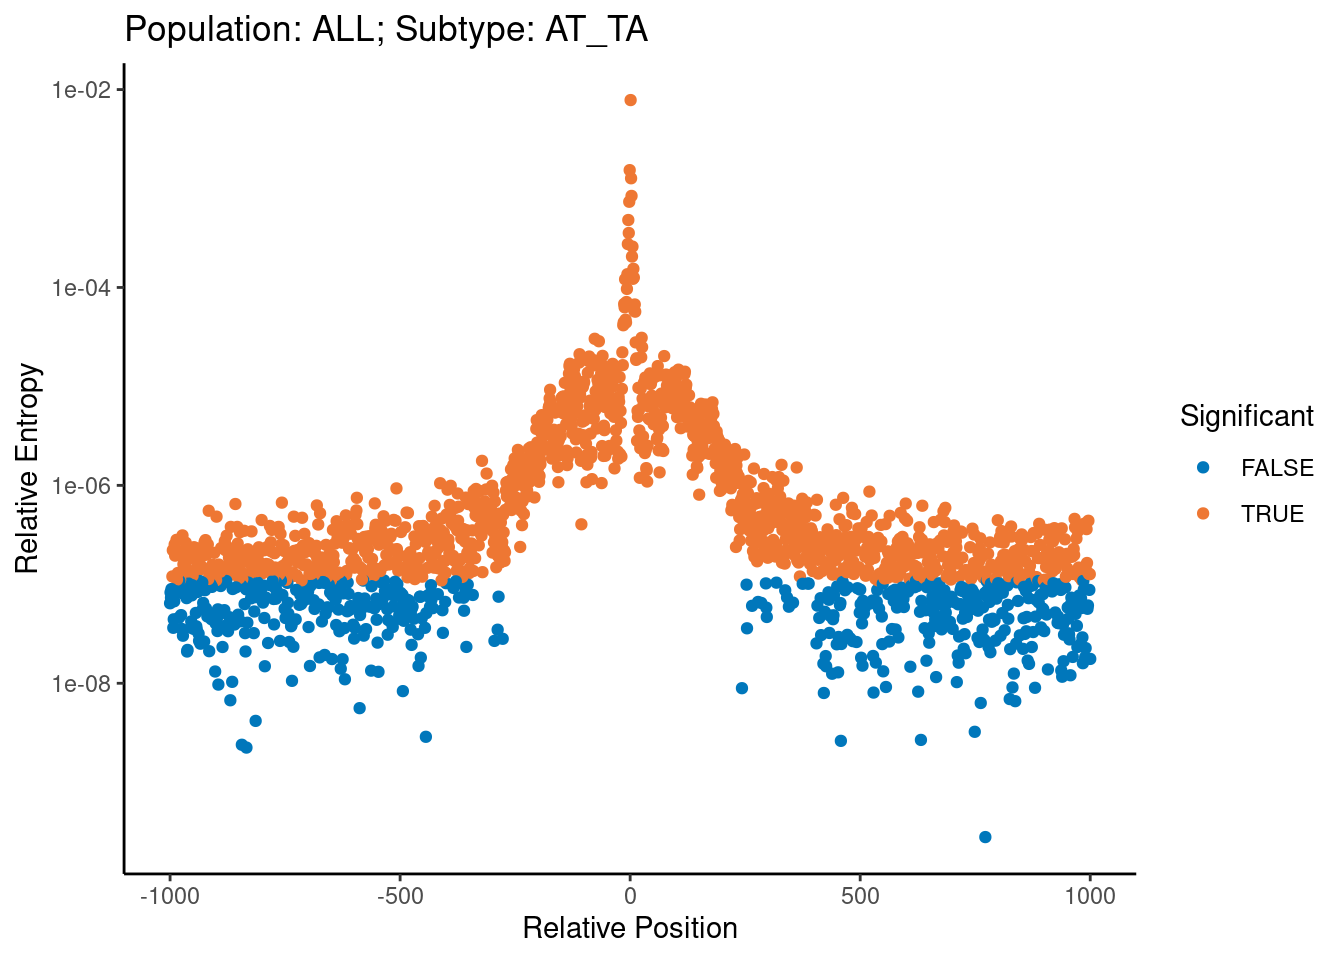 Population: ALL; Subtype: AT_TA
1e-02
1e-04
1e-06
1e-08
Relative Entropy
-1000
-500
0
500
1000
Relative Position
Significant
FALSE
TRUE